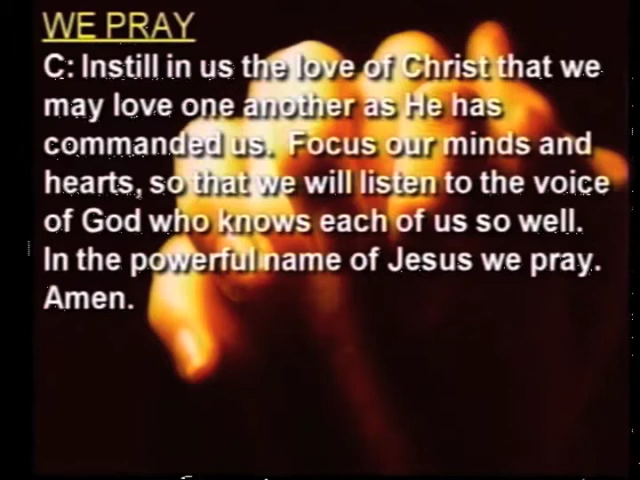 WE PRAY
C: Instill in us the love of Christ that we
may love one another as He has
commanded us.  Focus our minds and
hearts, so that we will listen to the voice
of God who knows each of us so well.
In the powerful name of Jesus we pray.
Amen.